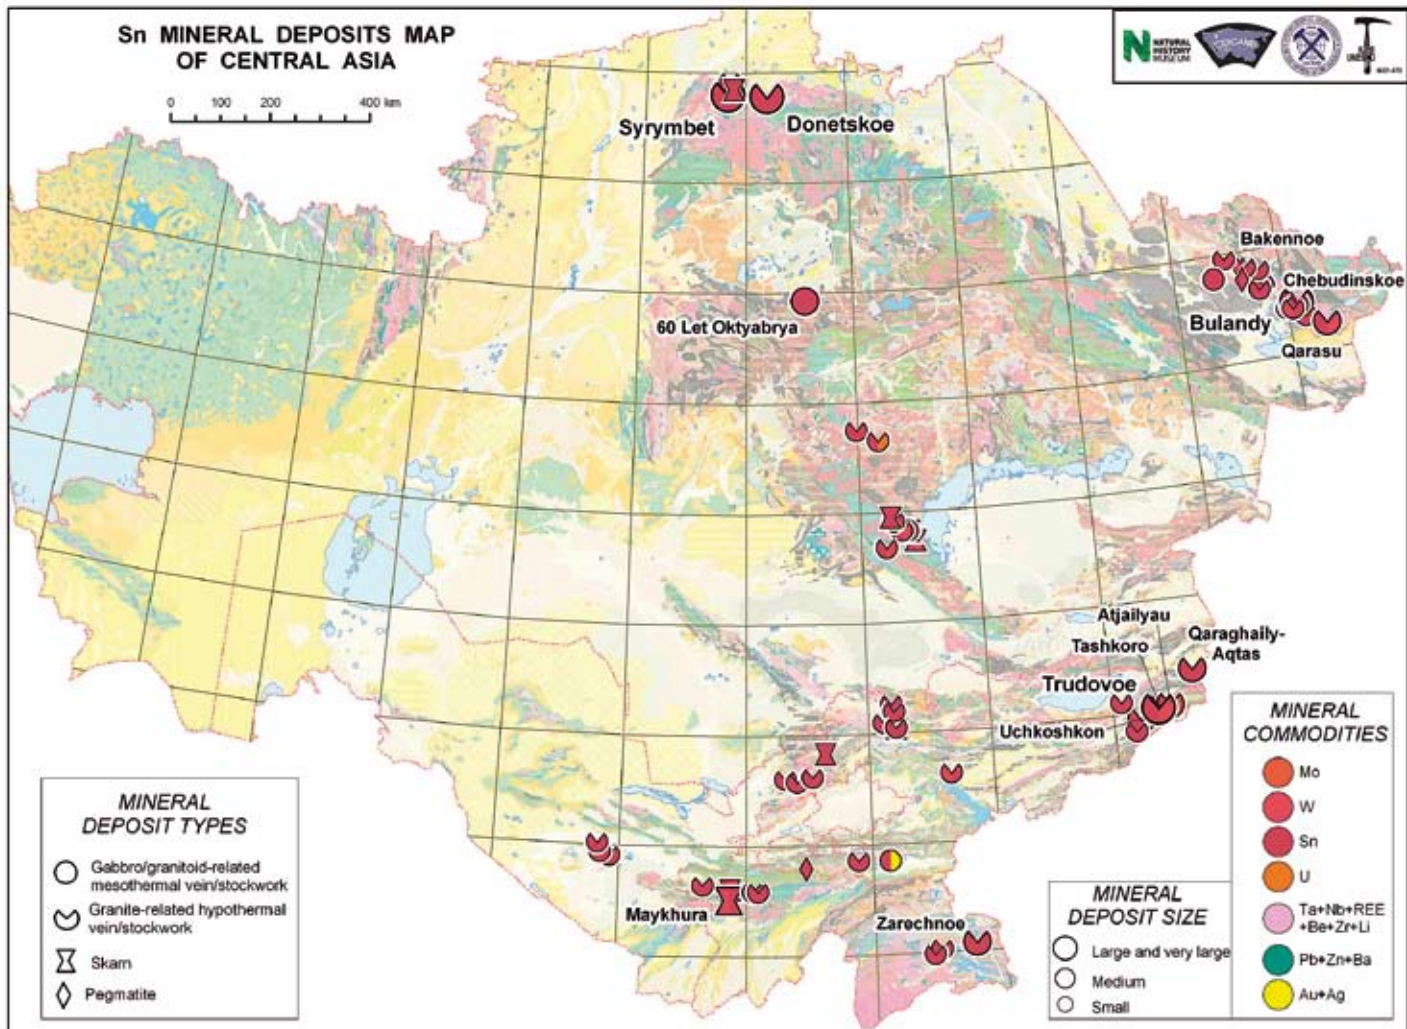 Sn MINERAL DEPOSITS MAP
OF CENTRAL ASIA
0 100 200 400 km
N NATURAL
HISTORY
MUSEUM
Syrymbet
Donetskoe
Bakennoe
Chebudinskoe
60 Let Oktyabrya
Bulandy
Qarasu
Atjailyau
Tashkoro
Qaraghaily-
Aqtas
Trudovoe
Uchkoshkon
Maykhura
Zarechnoe
MINERAL
DEPOSIT TYPES
Gabbro/granitoid-related
mesothermal vein/stockwork
Granite-related hypothermal
vein/stockwork
Skarn
Pegmatite
MINERAL
DEPOSIT SIZE
Large and very large
Medium
Small
MINERAL
COMMODITIES
Mo
W
Sn
U
Ta+Nb+REE
+Be+Zr+Li
Pb+Zn+Ba
Au+Ag